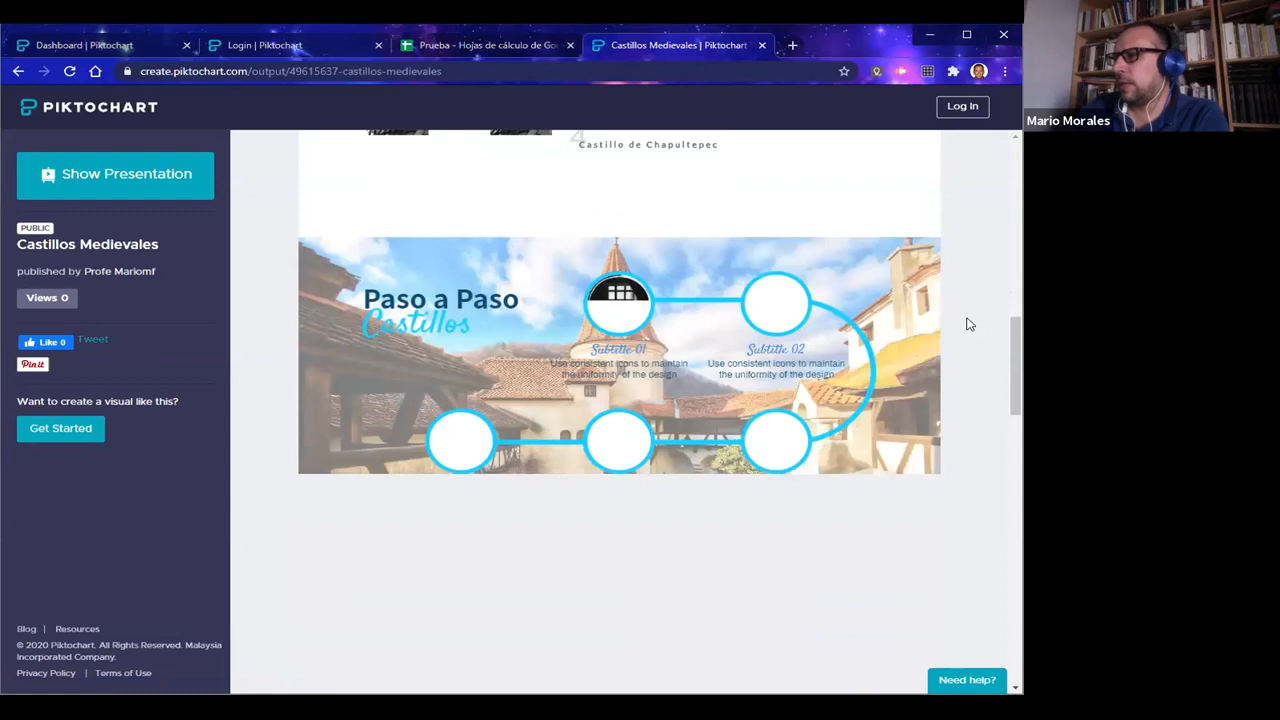 Dashboard | Piktochart
Login | Piktochart
Prueba - Hojas de cálculo de Goo
Castillos Medievales | Piktochart
create.piktochart.com/output/49615637-castillos-medievales
PIKTOCHART
Log In
Mario Morales
Show Presentation
PUBLIC
Castillos Medievales
published by Profe Mariomf
Views 0
Like 0
Tweet
Pin it
Want to create a visual like this?
Get Started
4
Castillo de Chapultepec
Paso a Paso
Castillos
Subtitle 01
Use consistent icons to maintain
the uniformity of the design
Subtitle 02
Use consistent icons to maintain
the uniformity of the design
Blog | Resources
© 2020 Piktochart. All Rights Reserved. Malaysia
Incorporated Company.
Privacy Policy | Terms of Use
Need help?